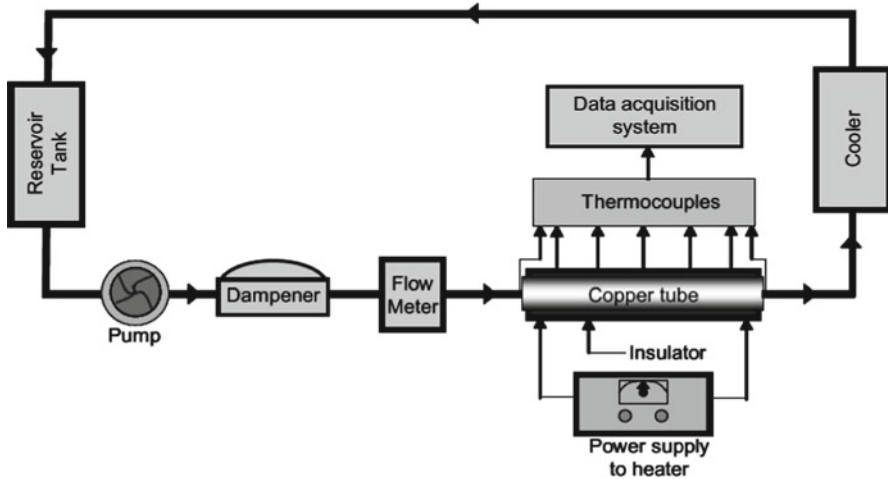 Reservoir
Tank
Data acquisition
system
Cooler
Thermocouples
Pump
Dampener
Flow
Meter
Copper tube
Insulator
Power supply
to heater